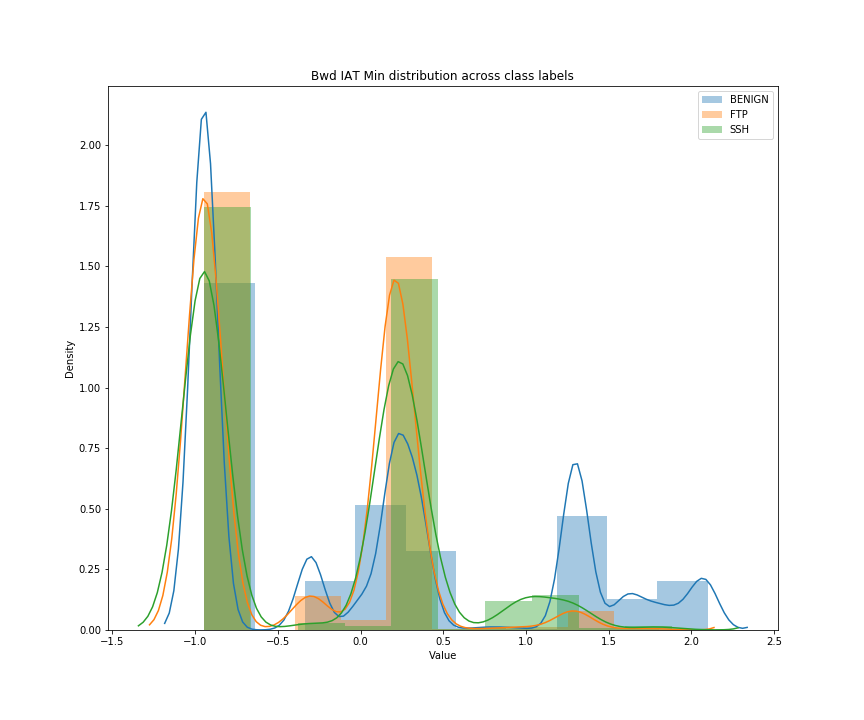 Bwd IAT Min distribution across class labels
BENIGN
FTP
SSH
2.00
1.75
1.50
1.25
1.00
0.75
0.50
0.25
0.00
Density
−1.5 −1.0 −0.5 0.0 0.5 1.0 1.5 2.0 2.5
Value